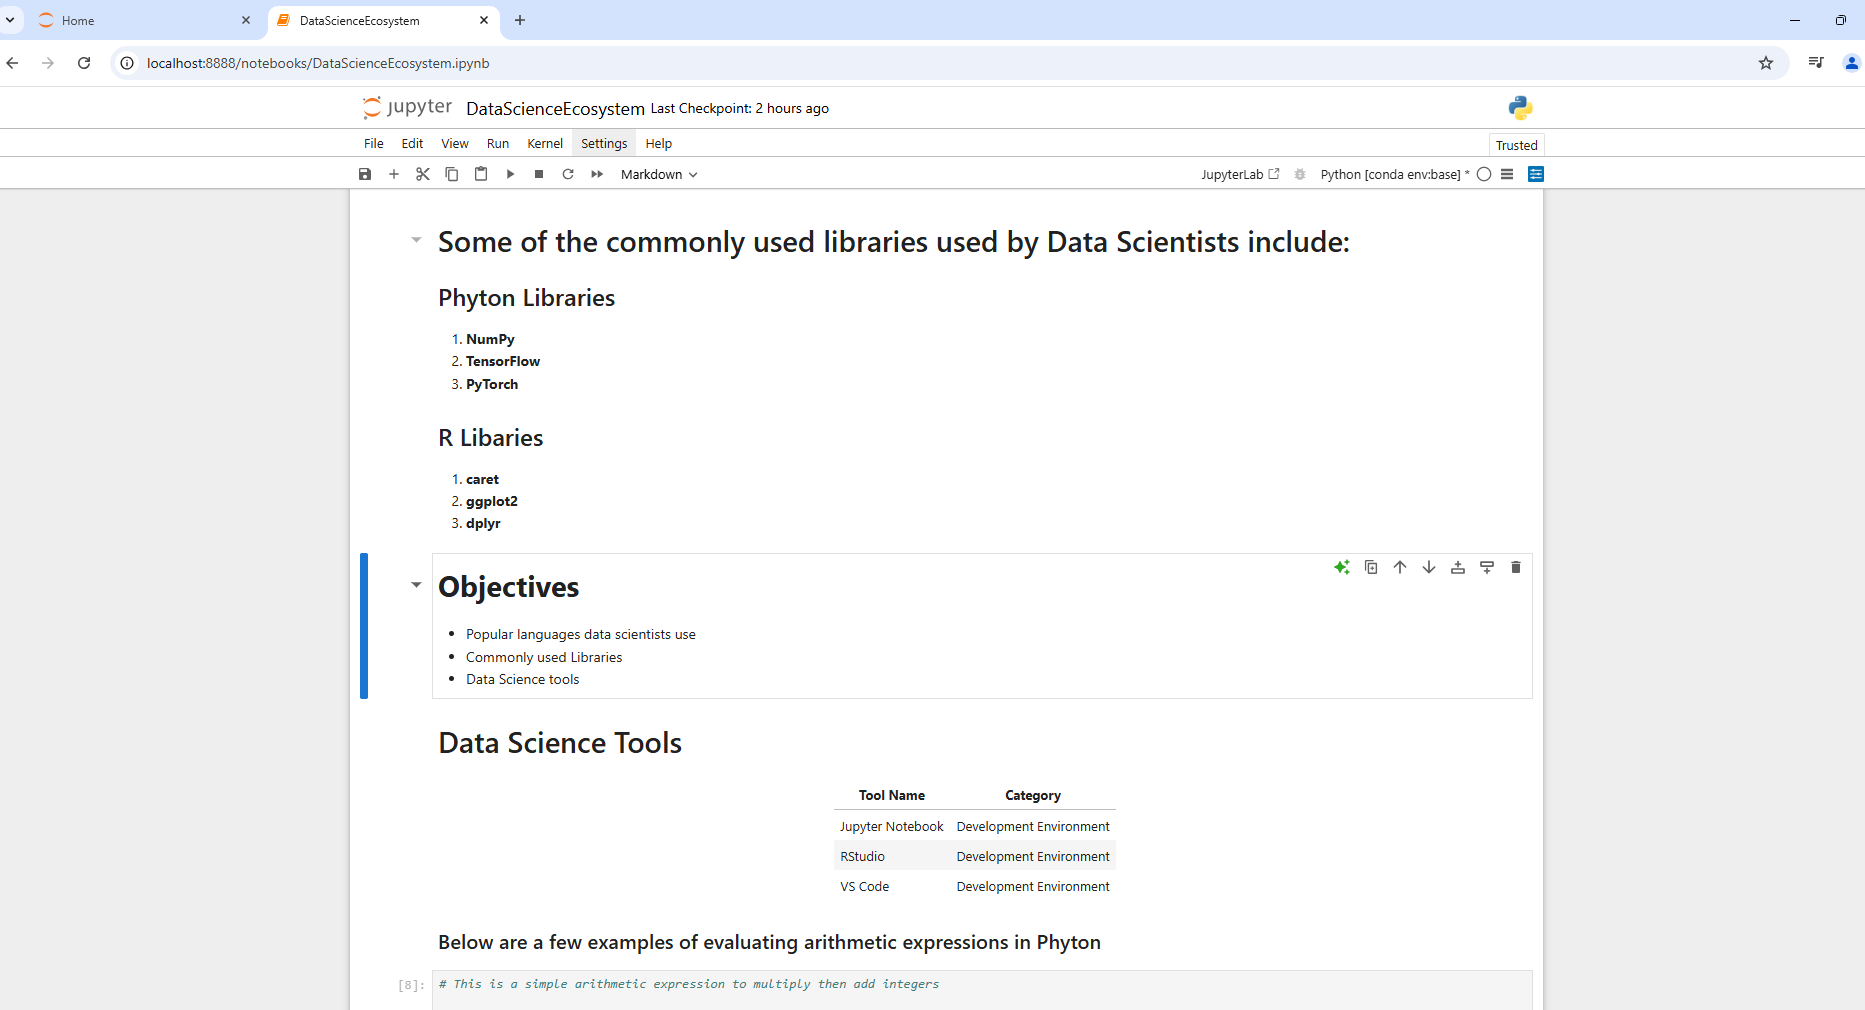 Home
DataScienceEcosystem
localhost:8888/notebooks/DataScienceEcosystem.ipynb
jupyter DataScienceEcosystem Last Checkpoint: 2 hours ago
File Edit View Run Kernel Settings Help
Trusted
Markdown
JupyterLab
Python [conda env:base] *
Some of the commonly used libraries used by Data Scientists include:
Phyton Libraries
1. NumPy
2. TensorFlow
3. PyTorch
R Libaries
1. caret
2. ggplot2
3. dplyr
Objectives
• Popular languages data scientists use
• Commonly used Libraries
• Data Science tools
Data Science Tools
Tool Name Category
Jupyter Notebook Development Environment
RStudio Development Environment
VS Code Development Environment
Below are a few examples of evaluating arithmetic expressions in Phyton
[8]: # This is a simple arithmetic expression to multiply then add integers